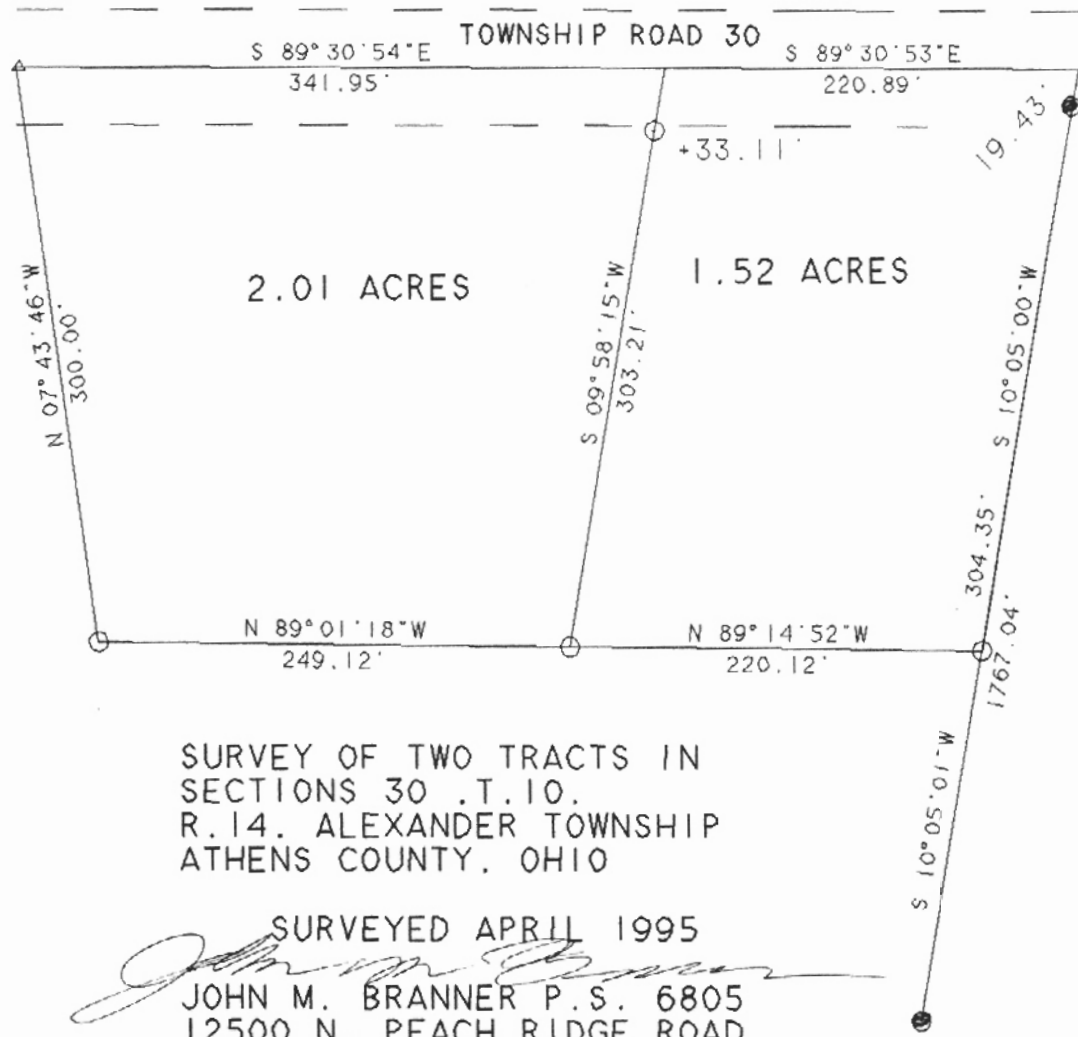 TOWNSHIP ROAD 30
S 89°30'54"E
341.95'
S 89°30'53"E
220.89'
19.43'
+33.11'
2.01 ACRES
1.52 ACRES
N 07°43'46"W
300.00'
S 09°58'15"W
303.21'
S 10°05'00"W
304.35'
N 89°01'18"W
249.12'
N 89°14'52"W
220.12'
1767.04'
S 10°05'01"W
SURVEY OF TWO TRACTS IN
SECTIONS 30 .T.10.
R.14. ALEXANDER TOWNSHIP
ATHENS COUNTY. OHIO
SURVEYED APRIL 1995
JOHN M. BRANNER P.S. 6805
12500 N. PEACH RIDGE ROAD